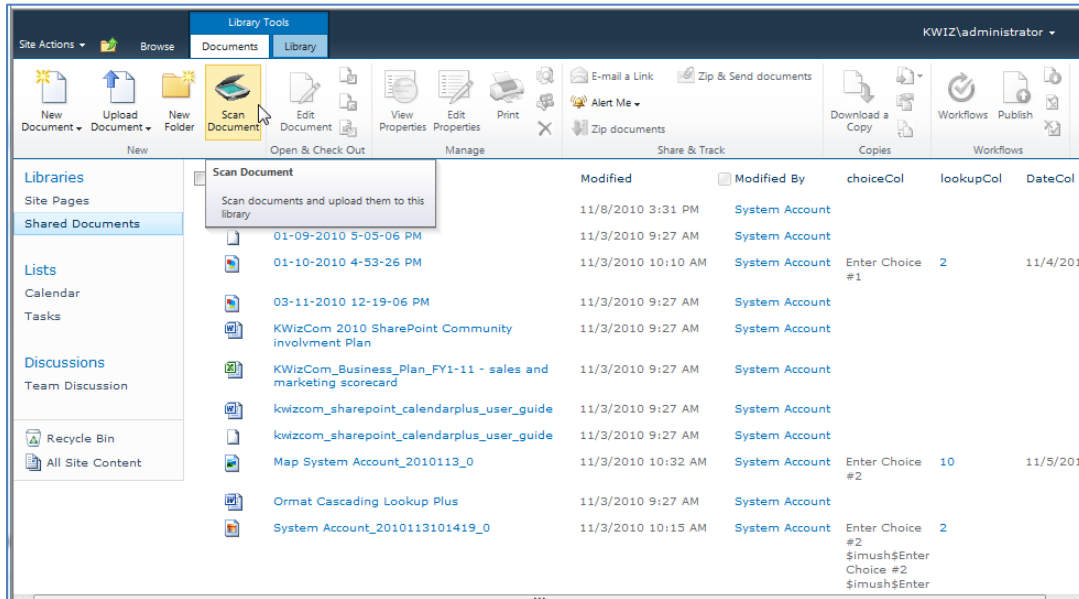 Library Tools
KWIZ\administrator
Site Actions
Browse
Documents
Library
New Document
Upload Document
New Folder
Scan Document
Edit Document
View Properties
Edit Properties
Print
E-mail a Link
Zip & Send documents
Alert Me
Zip documents
Download a Copy
Workflows
Publish
New
Open & Check Out
Manage
Share & Track
Copies
Workflows
Scan Document
Scan documents and upload them to this
library
Libraries
Site Pages
Shared Documents
Lists
Calendar
Tasks
Discussions
Team Discussion
Recycle Bin
All Site Content
Modified
Modified By
choiceCol
lookupCol
DateCol
11/8/2010 3:31 PM System Account
01-09-2010 5-05-06 PM 11/3/2010 9:27 AM System Account
01-10-2010 4-53-26 PM 11/3/2010 10:10 AM System Account Enter Choice 2 11/4/201
#1
03-11-2010 12-19-06 PM 11/3/2010 9:27 AM System Account
KWizCom 2010 SharePoint Community 11/3/2010 9:27 AM System Account
involvment Plan
KWizCom_Business_Plan_FY1-11 - sales and 11/3/2010 9:27 AM System Account
marketing scorecard
kwizcom_sharepoint_calendarplus_user_guide 11/3/2010 9:27 AM System Account
kwizcom_sharepoint_calendarplus_user_guide 11/3/2010 9:27 AM System Account
Map System Account_2010113_0 11/3/2010 10:32 AM System Account Enter Choice 10 11/5/201
#2
Ormat Cascading Lookup Plus 11/3/2010 9:27 AM System Account
System Account_2010113101419_0 11/3/2010 10:15 AM System Account Enter Choice 2
#2
$imush$Enter
Choice #2
$imush$Enter